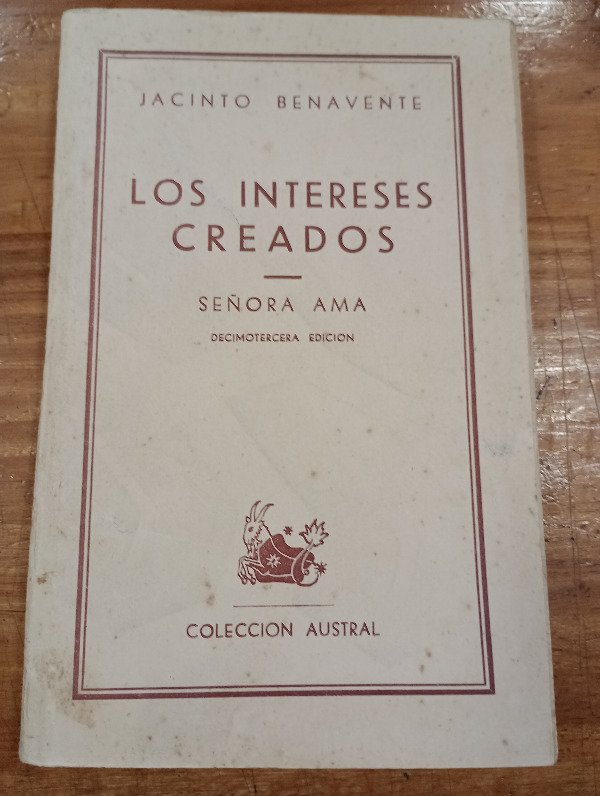 JACINTO BENAVENTE
LOS INTERESES
CREADOS
SEÑORA AMA
DECIMOTERCERA EDICION
COLECCION AUSTRAL